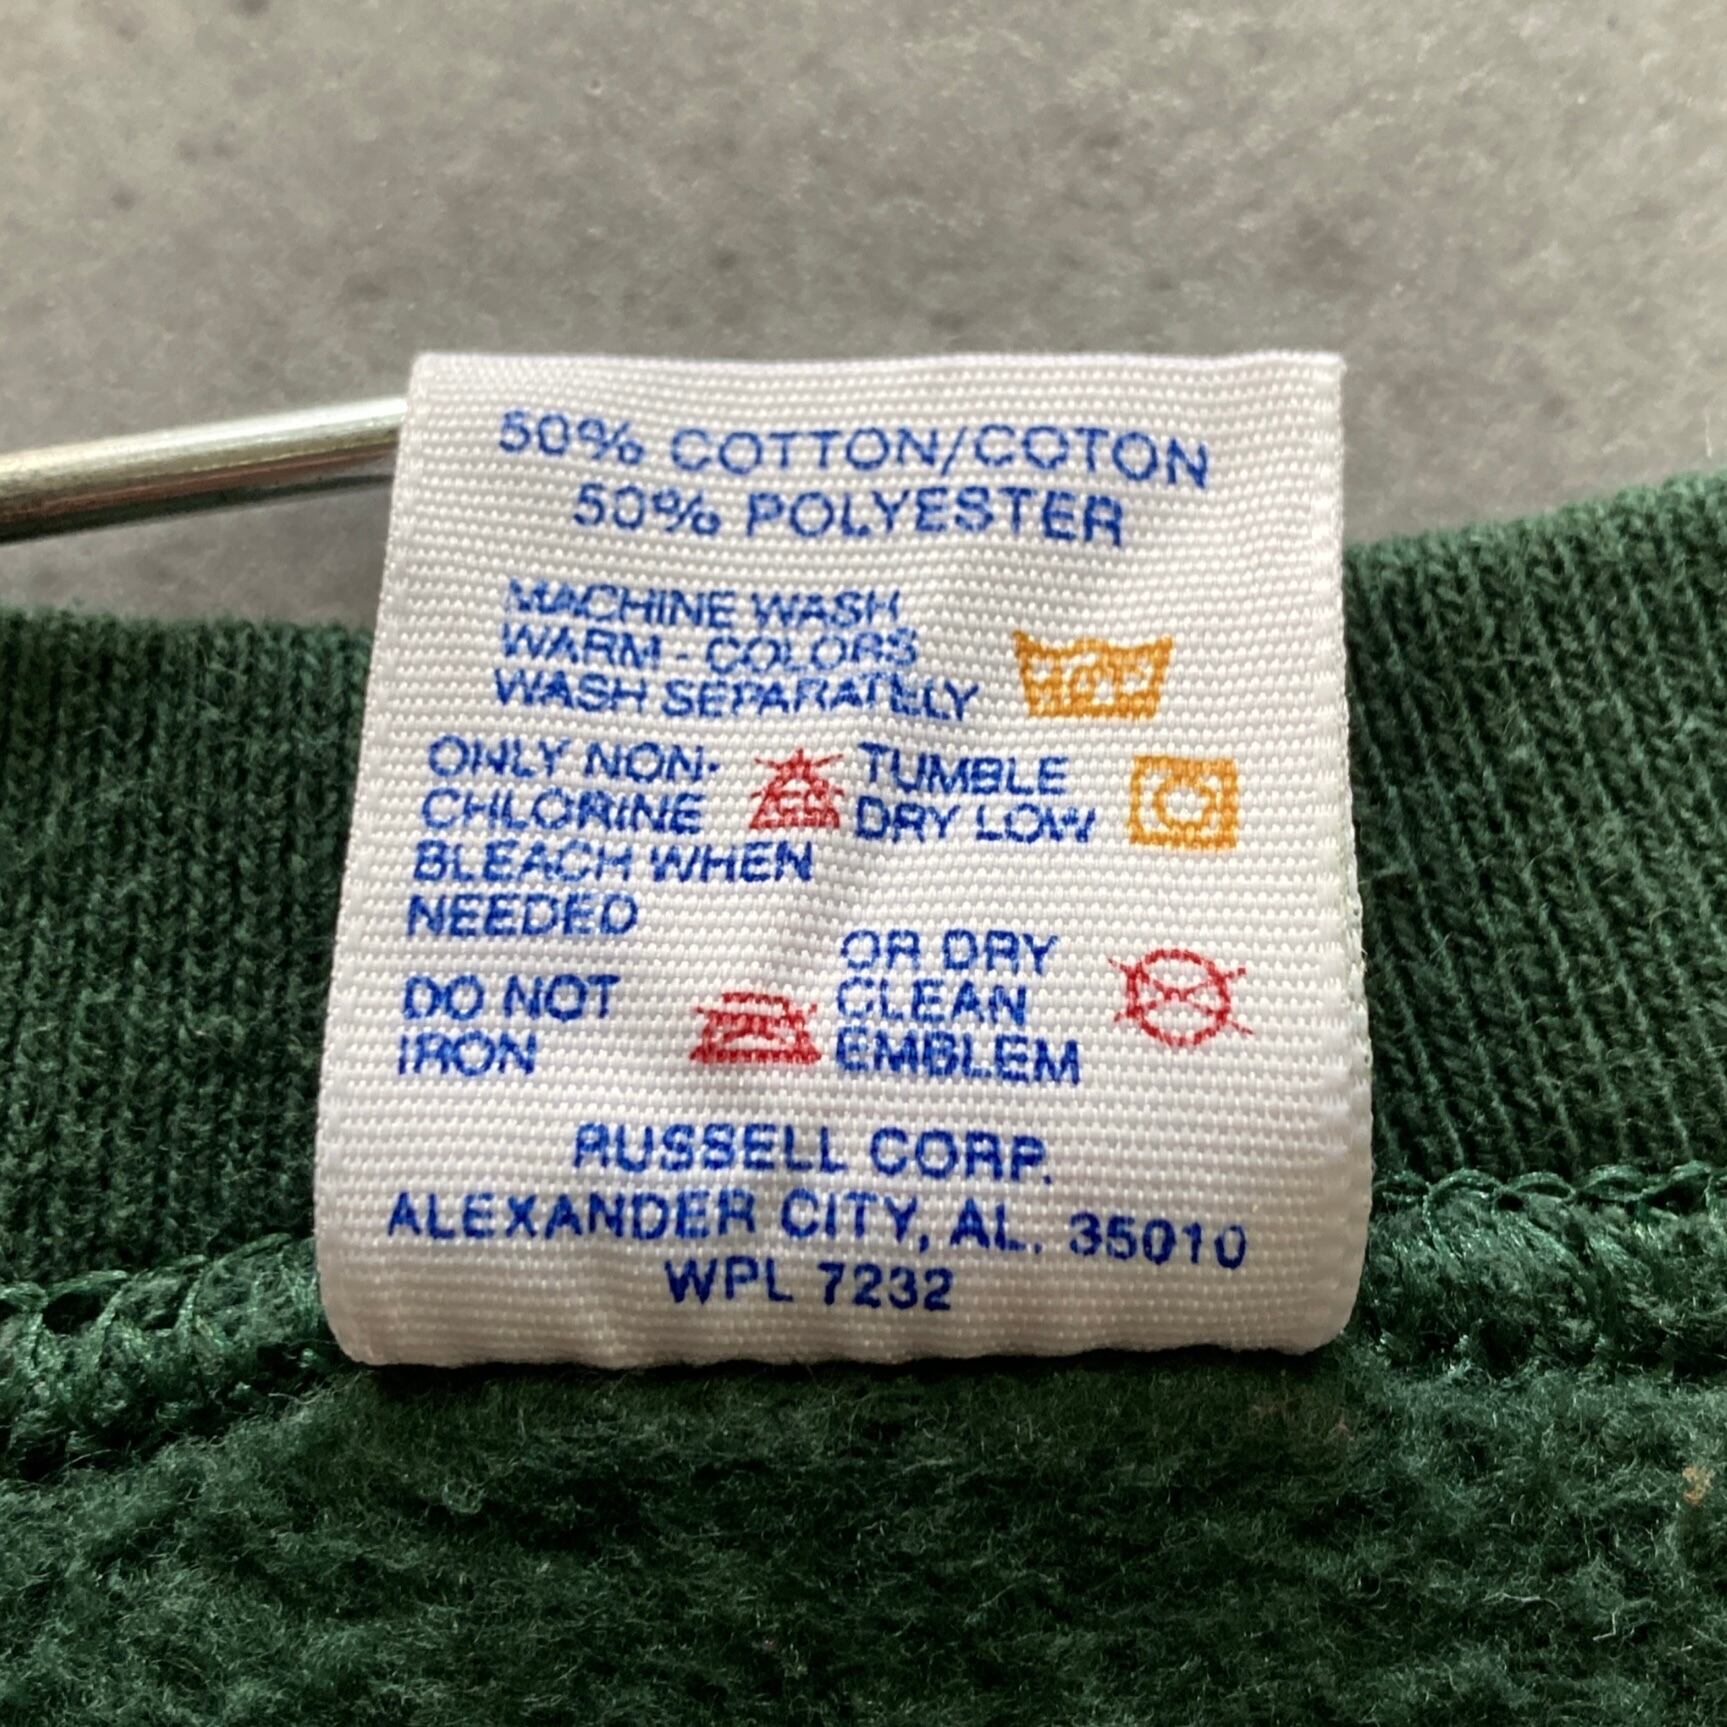 50% COTTON/COTON
50% POLYESTER
MACHINE WASH
WARM - COLORS
WASH SEPARATELY
ONLY NON-
CHLORINE
BLEACH WHEN
NEEDED
TUMBLE
DRY LOW
DO NOT
IRON
OR DRY
CLEAN
EMBLEM
RUSSELL CORP.
ALEXANDER CITY, AL. 35010
WPL 7232